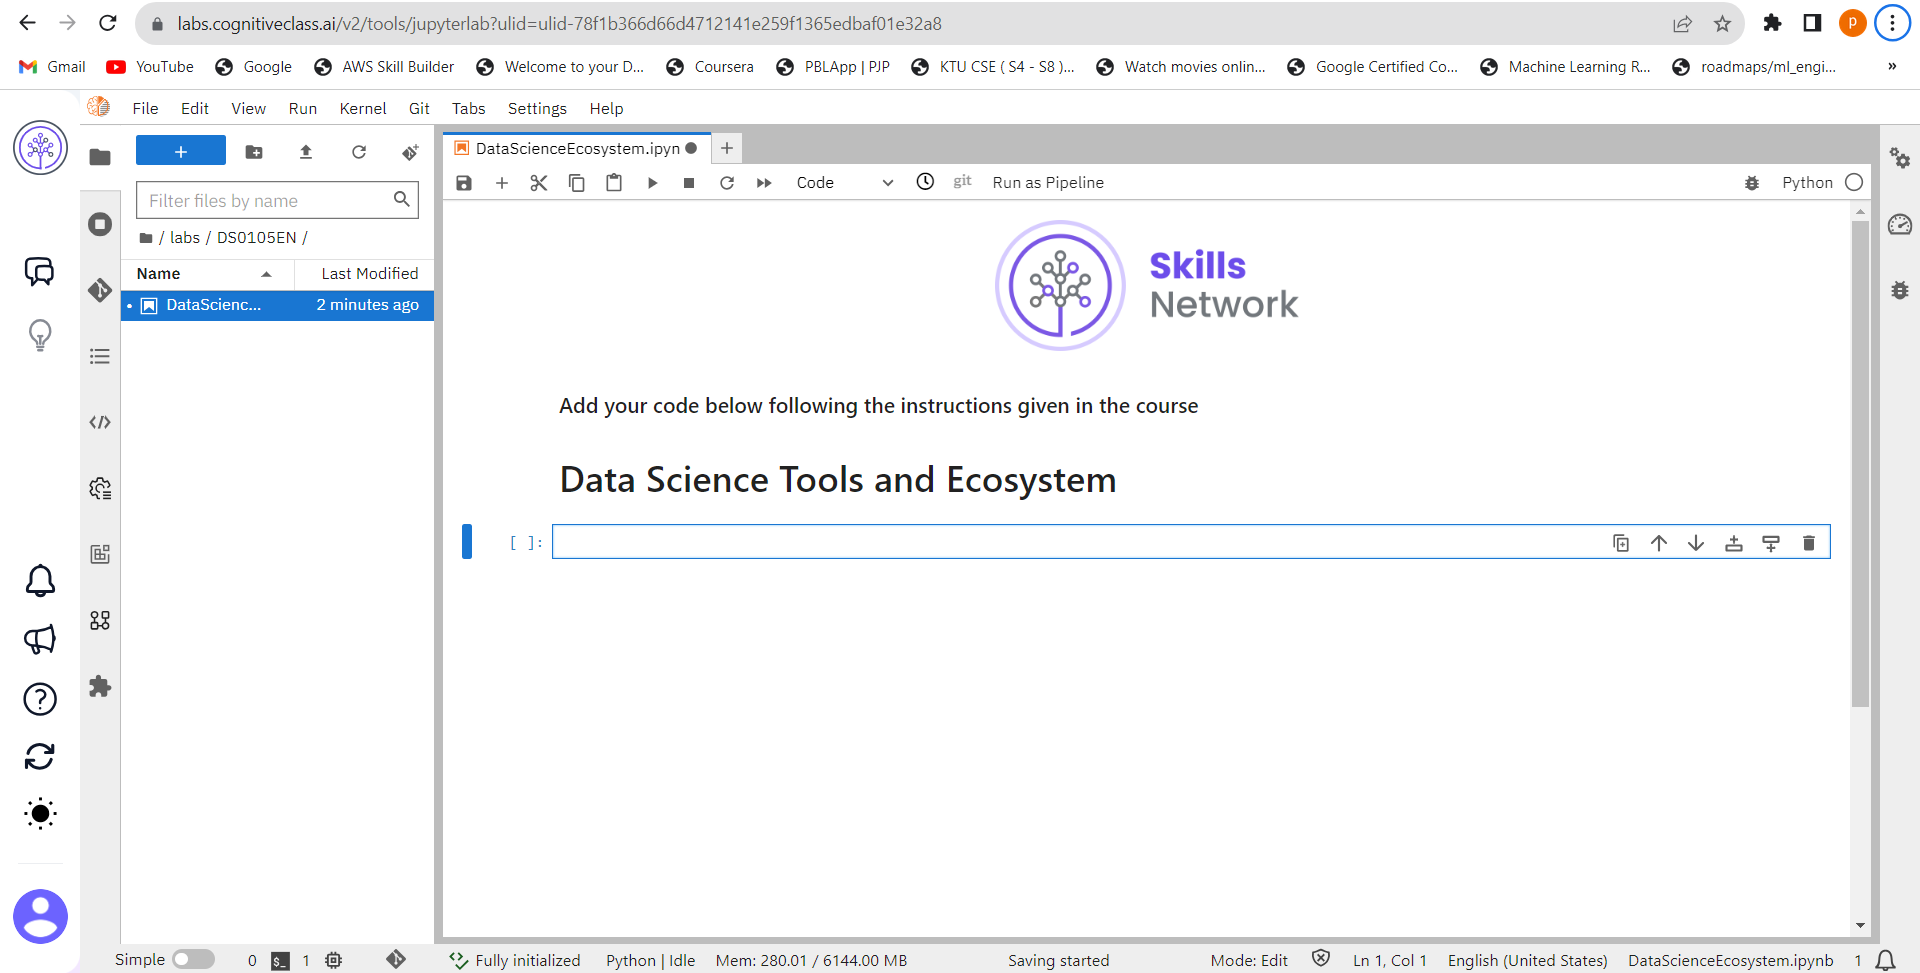 labs.cognitiveclass.ai/v2/tools/jupyterlab?ulid=ulid-78f1b366d66d4712141e259f1365edbaf01e32a8
P
Gmail YouTube Google AWS Skill Builder Welcome to your D... Coursera PBLApp | PJP KTU CSE ( S4 - S8 )... Watch movies onlin... Google Certified Co... Machine Learning R... roadmaps/ml_engi... »
File Edit View Run Kernel Git Tabs Settings Help
+
DataScienceEcosystem.ipyn
+
Code git Run as Pipeline Python
Filter files by name
/ labs / DS0105EN /
Name Last Modified
DataScienc... 2 minutes ago
Skills
Network
Add your code below following the instructions given in the course
Data Science Tools and Ecosystem
[ ]:
Simple 0 $_ 1 Fully initialized Python | Idle Mem: 280.01 / 6144.00 MB Saving started Mode: Edit Ln 1, Col 1 English (United States) DataScienceEcosystem.ipynb 1